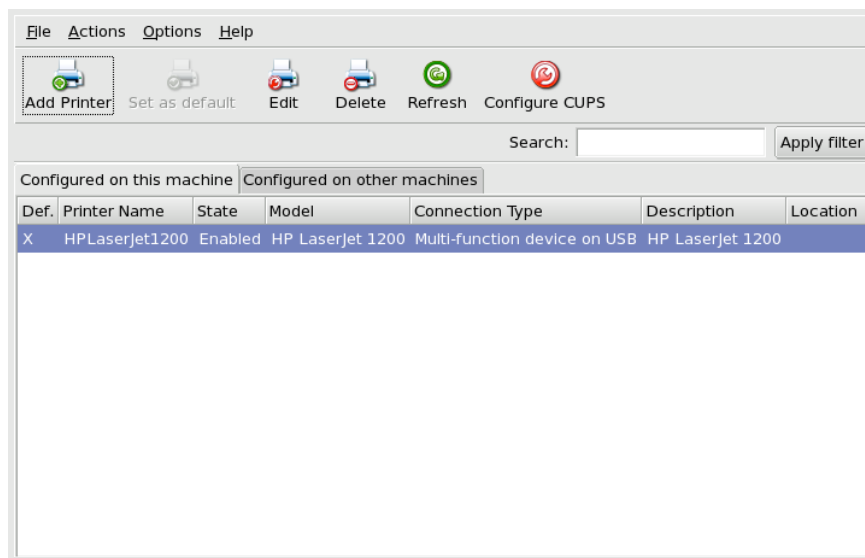 File Actions Options Help
Add Printer Set as default Edit Delete Refresh Configure CUPS
Search: Apply filter
Configured on this machine Configured on other machines
Def. Printer Name State Model Connection Type Description Location
X HPLaserJet1200 Enabled HP LaserJet 1200 Multi-function device on USB HP LaserJet 1200